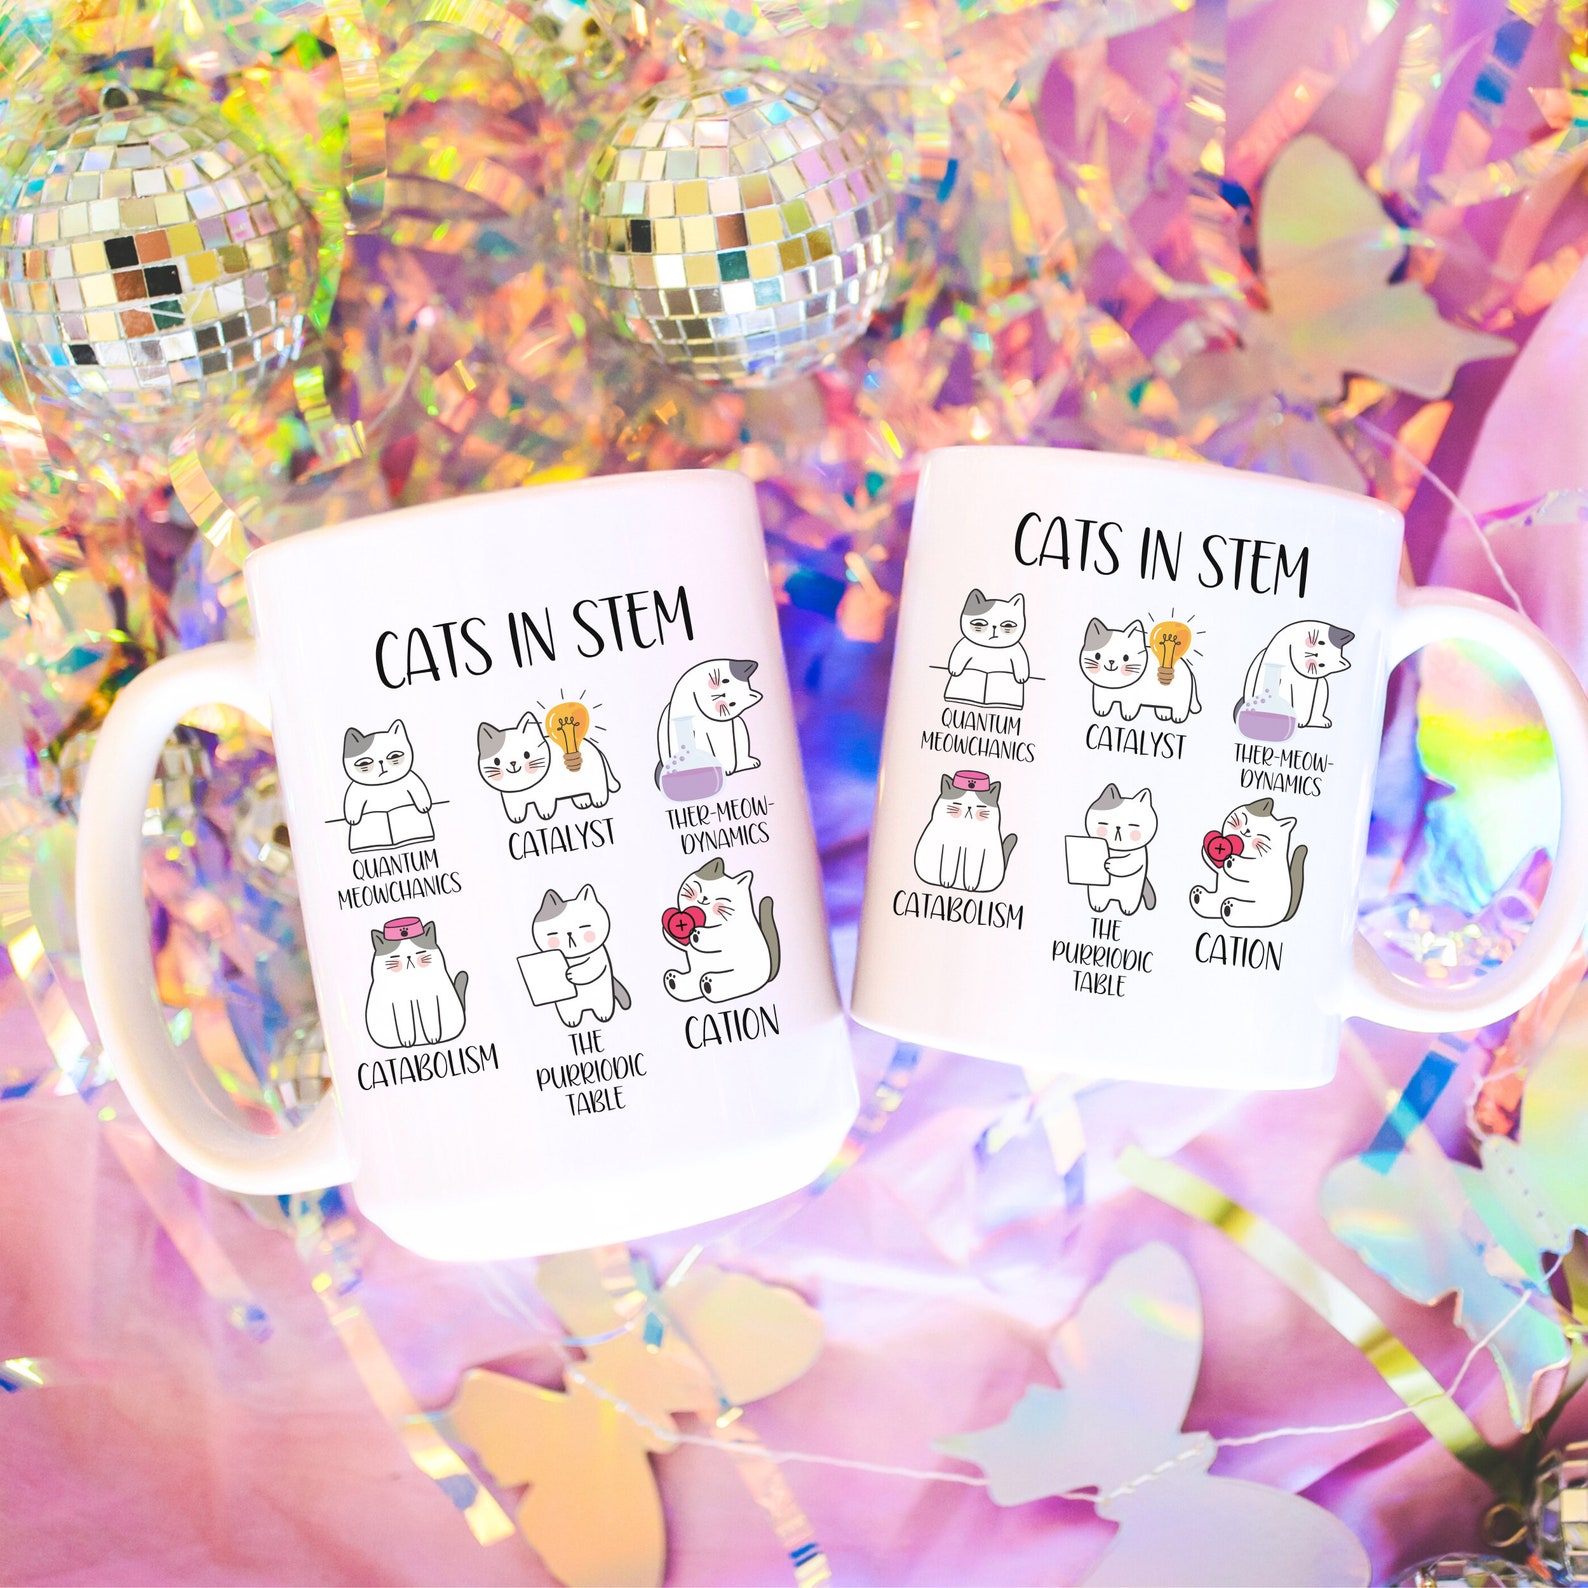 CATS IN STEM
QUANTUM
MEOWCHANICS
CATALYST
THER-MEOW-
DYNAMICS
CATABOLISM
THE
PURRIODIC
TABLE
CATION
CATS IN STEM
QUANTUM
MEOWCHANICS
CATALYST
THER-MEOW-
DYNAMICS
CATABOLISM
THE
PURRIODIC
TABLE
CATION